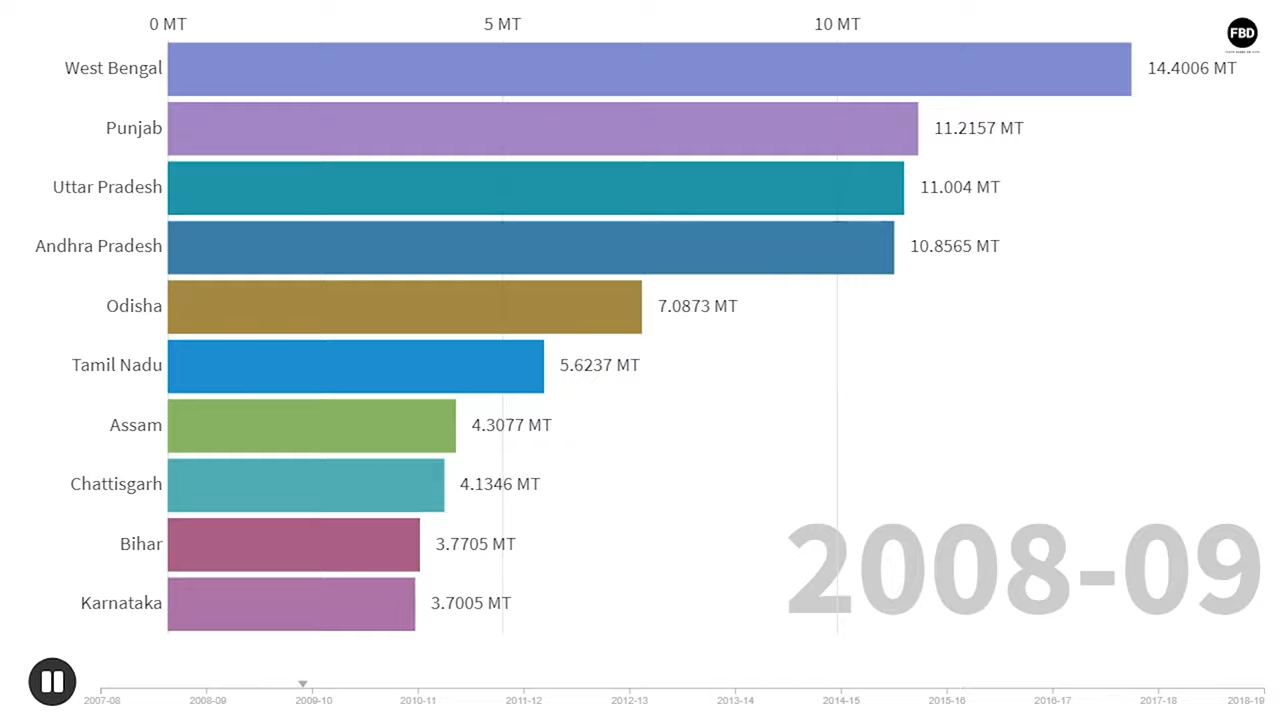 0 MT 5 MT 10 MT
FBD
West Bengal 14.4006 MT
Punjab 11.2157 MT
Uttar Pradesh 11.004 MT
Andhra Pradesh 10.8565 MT
Odisha 7.0873 MT
Tamil Nadu 5.6237 MT
Assam 4.3077 MT
Chattisgarh 4.1346 MT
Bihar 3.7705 MT
Karnataka 3.7005 MT
2008-09
2007-08 2008-09 2009-10 2010-11 2011-12 2012-13 2013-14 2014-15 2015-16 2016-17 2017-18 2018-19